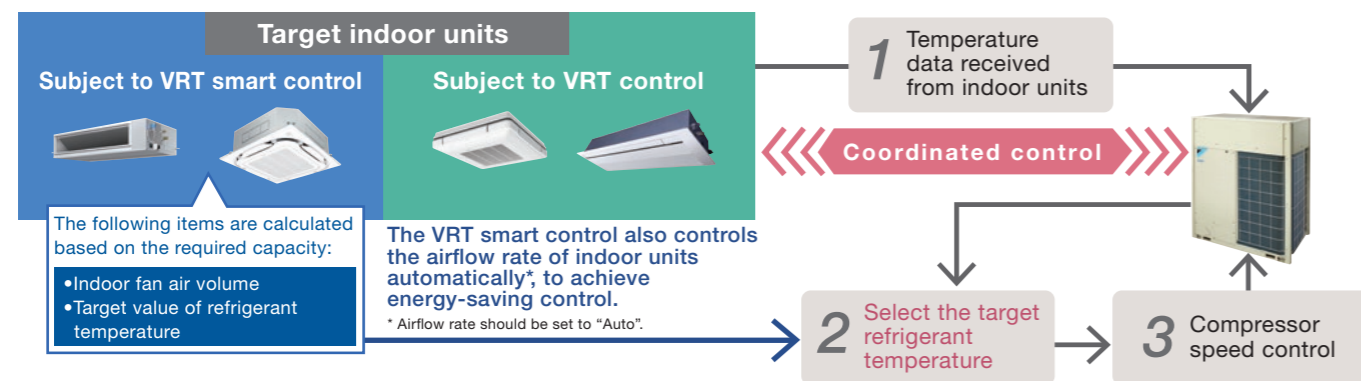 Target indoor units
Subject to VRT smart control
Subject to VRT control
The following items are calculated
based on the required capacity:
•Indoor fan air volume
•Target value of refrigerant
temperature
The VRT smart control also controls
the airflow rate of indoor units
automatically*, to achieve
energy-saving control.
* Airflow rate should be set to “Auto”.
1
Temperature
data received
from indoor units
Coordinated control
2
Select the target
refrigerant
temperature
3
Compressor
speed control